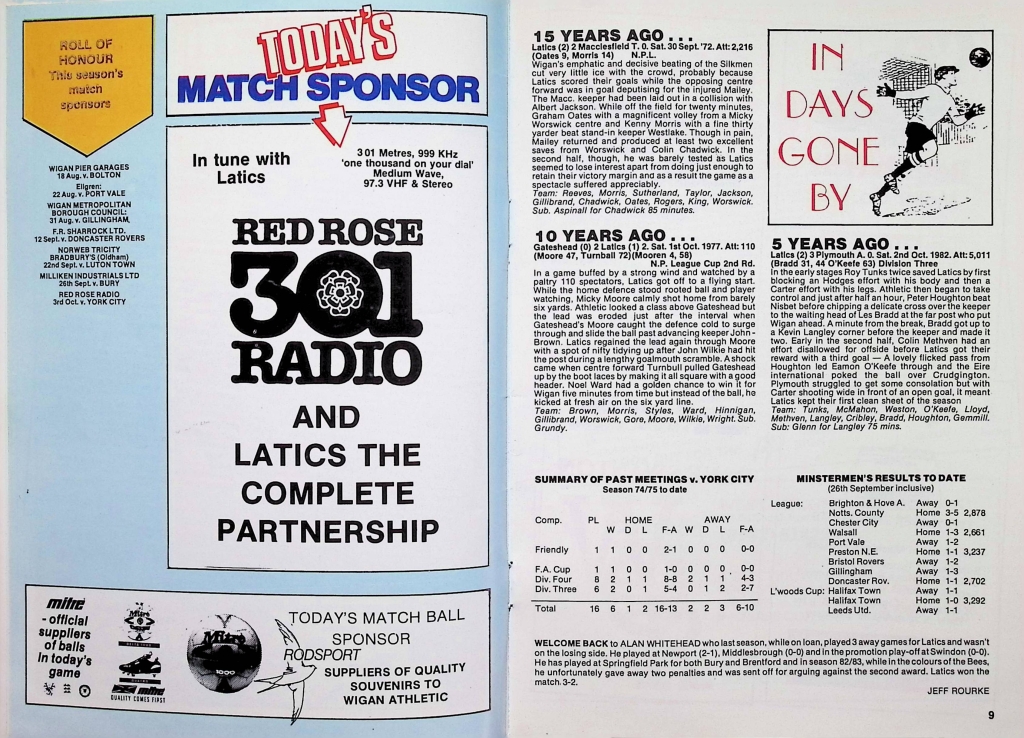 ROLL OF
HONOUR
This season's
match
sponsors
WIGAN PIER GARAGES
18 Aug. v. BOLTON
Ellgren:
22 Aug. v. PORT VALE
WIGAN METROPOLITAN
BOROUGH COUNCIL:
31 Aug. v. GILLINGHAM,
F.R. SHARROCK LTD.
12 Sept. v. DONCASTER ROVERS
NORWEB TRICITY
BRADBURY'S (Oldham)
22nd Sept. v. LUTON TOWN
MILLIKEN INDUSTRIALS LTD
26th Sept. v. BURY
RED ROSE RADIO
3rd Oct. v. YORK CITY
TODAY'S
MATCH SPONSOR
In tune with
Latics
301 Metres, 999 KHz
'one thousand on your dial'
Medium Wave,
97.3 VHF & Stereo
RED ROSE
301
RADIO
AND
LATICS THE
COMPLETE
PARTNERSHIP
mitre
- official
suppliers
of balls
in today's
game
Mitre
mitre
QUALITY COMES FIRST
Mitre
1000
TODAY'S MATCH BALL
SPONSOR
RODSPORT
SUPPLIERS OF QUALITY
SOUVENIRS TO
WIGAN ATHLETIC
15 YEARS AGO . . .
Latics (2) 2 Macclesfield T. 0. Sat. 30 Sept. '72. Att: 2,216
(Oates 9, Morris 14) N.P.L.
Wigan's emphatic and decisive beating of the Silkmen
cut very little ice with the crowd, probably because
Latics scored their goals while the opposing centre
forward was in goal deputising for the injured Mailey.
The Macc. keeper had been laid out in a collision with
Albert Jackson. While off the field for twenty minutes,
Graham Oates with a magnificent volley from a Micky
Worswick centre and Kenny Morris with a fine thirty
yarder beat stand-in keeper Westlake. Though in pain,
Mailey returned and produced at least two excellent
saves from Worswick and Colin Chadwick. In the
second half, though, he was barely tested as Latics
seemed to lose interest apart from doing just enough to
retain their victory margin and as a result the game as a
spectacle suffered appreciably.
Team: Reeves, Morris, Sutherland, Taylor, Jackson,
Gillibrand, Chadwick, Oates, Rogers, King, Worswick.
Sub. Aspinall for Chadwick 85 minutes.
IN
DAYS
GONE
BY
10 YEARS AGO . . .
Gateshead (0) 2 Latics (1) 2. Sat. 1st Oct. 1977. Att: 110
(Moore 47, Turnball 72)(Mooren 4, 58)
N.P. League Cup 2nd Rd.
In a game buffed by a strong wind and watched by a
paltry 110 spectators, Latics got off to a flying start.
While the home defence stood rooted ball and player
watching, Micky Moore calmly shot home from barely
six yards. Athletic looked a class above Gateshead but
the lead was eroded just after the interval when
Gateshead's Moore caught the defence cold to surge
through and slide the ball past advancing keeper John
Brown. Latics regained the lead again through Moore
with a spot of nifty tidying up after John Wilkie had hit
the post during a lengthy goalmouth scramble. A shock
came when centre forward Turnbull pulled Gateshead
up by the boot laces by making it all square with a good
header. Noel Ward had a golden chance to win it for
Wigan five minutes from time but instead of the ball, he
kicked at fresh air on the six yard line.
Team: Brown, Morris, Styles, Ward, Hinnigan,
Gillibrand, Worswick, Gore, Moore, Wilkie, Wright. Sub.
Grundy.
5 YEARS AGO . . .
Latics (2) 3 Plymouth A. 0. Sat. 2nd Oct. 1982. Att: 5,011
(Bradd 31, 44 O'Keefe 63) Division Three
In the early stages Roy Tunks twice saved Latics by first
blocking an Hodges effort with his body and then a
Carter effort with his legs. Athletic then began to take
control and just after half an hour, Peter Houghton beat
Nisbet before chipping a delicate cross over the keeper
to the waiting head of Les Bradd at the far post who put
Wigan ahead. A minute from the break, Bradd got up to
a Kevin Langley corner before the keeper and made it
two. Early in the second half, Colin Methven had an
effort disallowed for offside before Latics got their
reward with a third goal — A lovely flicked pass from
Houghton led Eamon O'Keefe through and the Eire
international poked the ball over Crudgington.
Plymouth struggled to get some consolation but with
Carter shooting wide in front of an open goal, it meant
Latics kept their first clean sheet of the season
Team: Tunks, McMahon, Weston, O'Keefe, Lloyd,
Methven, Langley, Cribley, Bradd, Houghton, Gemmill.
Sub: Glenn for Langley 75 mins.
SUMMARY OF PAST MEETINGS v. YORK CITY
Season 74/75 to date
HOME AWAY
Comp. PL W D L F-A W D L F-A
Friendly 1 1 0 0 2-1 0 0 0 0-0
F.A. Cup 1 1 0 0 1-0 0 0 0 0-0
Div. Four 8 2 1 1 8-8 2 1 1 4-3
Div. Three 6 2 0 1 5-4 0 1 2 2-7
Total 16 6 1 2 16-13 2 2 3 6-10
MINSTERMEN'S RESULTS TO DATE
(26th September inclusive)
League: Brighton & Hove A. Away 0-1
Notts. County Home 3-5 2,878
Chester City Away 0-1
Walsall Home 1-3 2,661
Port Vale Away 1-2
Preston N.E. Home 1-1 3,237
Bristol Rovers Away 1-2
Gillingham Away 1-3
Doncaster Rov. Home 1-1 2,702
L'woods Cup: Halifax Town Away 1-1
Halifax Town Home 1-0 3,292
Leeds Utd. Away 1-1
WELCOME BACK to ALAN WHITEHEAD who last season, while on loan, played 3 away games for Latics and wasn't
on the losing side. He played at Newport (2-1), Middlesbrough (0-0) and in the promotion play-off at Swindon (0-0).
He has played at Springfield Park for both Bury and Brentford and in season 82/83, while in the colours of the Bees,
he unfortunately gave away two penalties and was sent off for arguing against the second award. Latics won the
match 3-2.
JEFF ROURKE
9